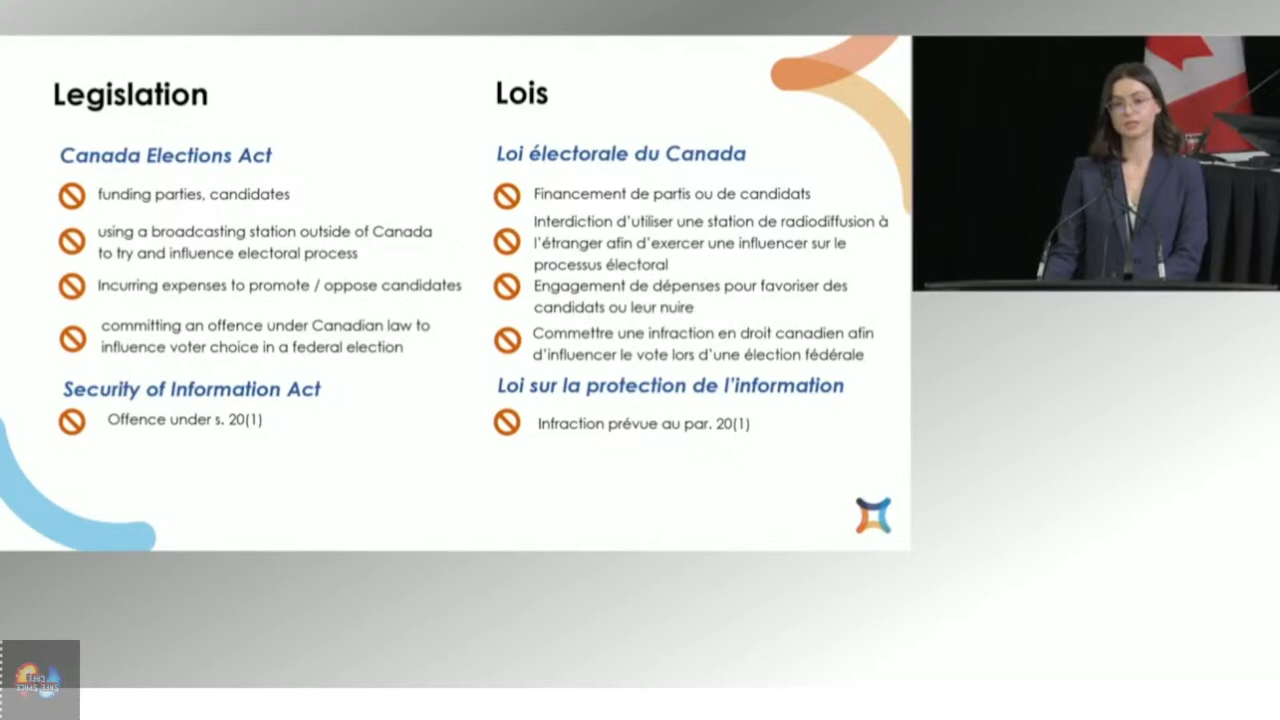 Legislation
Canada Elections Act
funding parties, candidates
using a broadcasting station outside of Canada
to try and influence electoral process
Incurring expenses to promote / oppose candidates
committing an offence under Canadian law to
influence voter choice in a federal election
Security of Information Act
Offence under s. 20(1)
Lois
Loi électorale du Canada
Financement de partis ou de candidats
Interdiction d'utiliser une station de radiodiffusion à
l'étranger afin d'exercer une influencer sur le
processus électoral
Engagement de dépenses pour favoriser des
candidats ou leur nuire
Commettre une infraction en droit canadien afin
d'influencer le vote lors d'une élection fédérale
Loi sur la protection de l'information
Infraction prévue au par. 20(1)